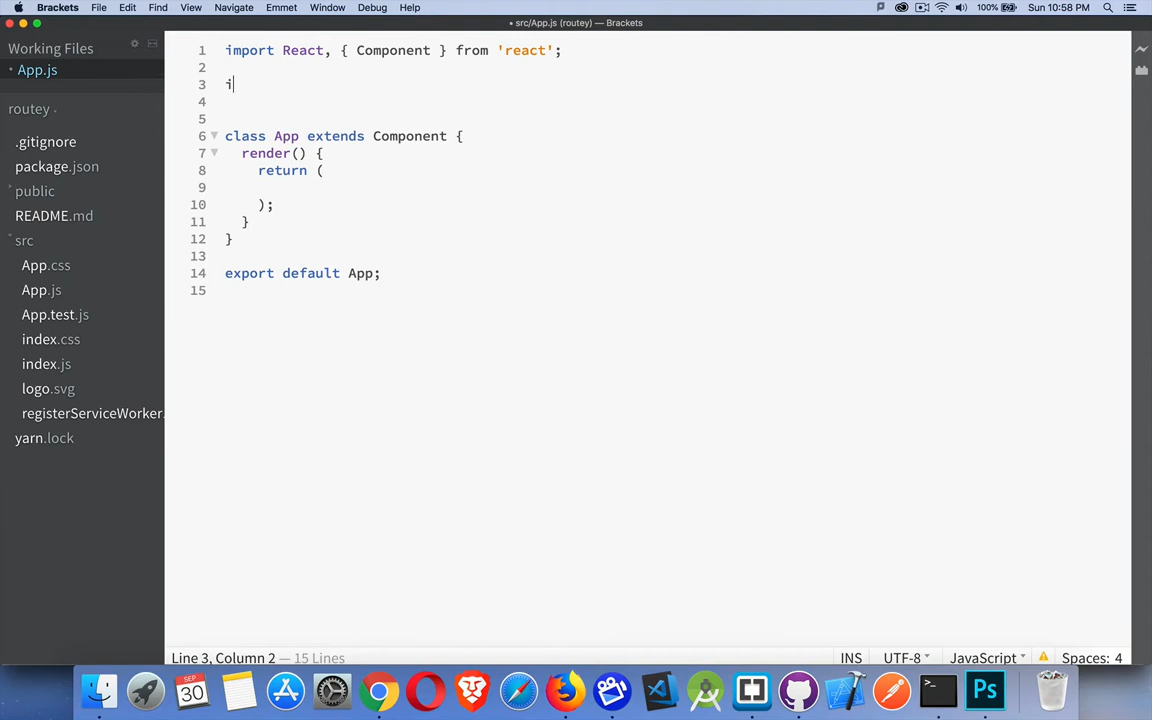 Brackets File Edit Find View Navigate Emmet Window Debug Help 100% Sun 10:58 PM
• src/App.js (routey) — Brackets
Working Files
• App.js
routey
.gitignore
package.json
public
README.md
src
App.css
App.js
App.test.js
index.css
index.js
logo.svg
registerServiceWorker.
yarn.lock
1 import React, { Component } from 'react';
2
3 i
4
5
6 class App extends Component {
7 render() {
8 return (
9
10 );
11 }
12 }
13
14 export default App;
15
Line 3, Column 2 — 15 Lines
INS UTF-8 JavaScript Spaces: 4
SEP
30
>_
Ps